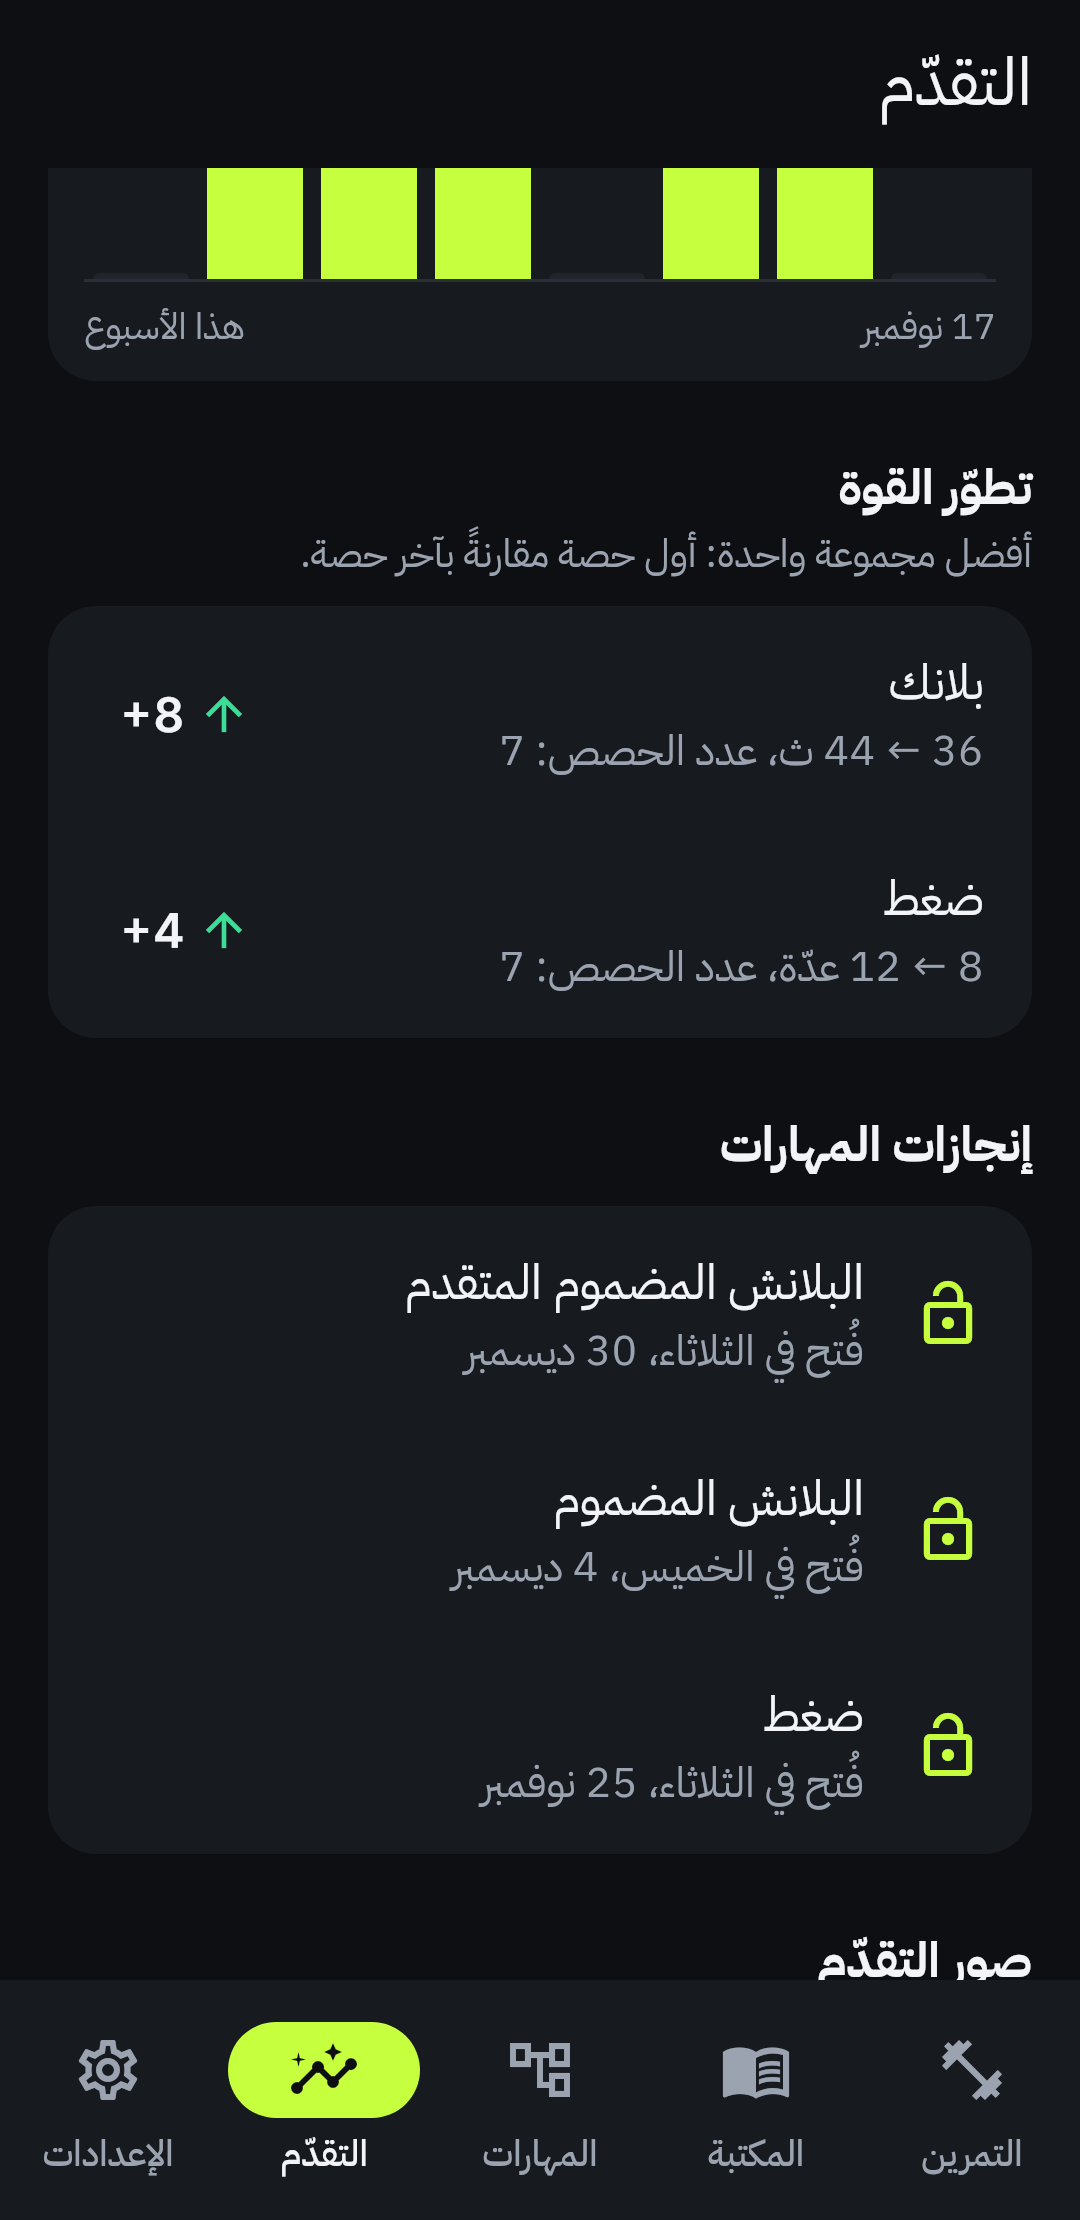 التقدّم
17 نوفمبر
هذا الأسبوع
تطوّر القوة
أفضل مجموعة واحدة: أول حصة مقارنةً بآخر حصة.
بلانك
36 ← 44 ث، عدد الحصص: 7
+8
ضغط
8 ← 12 عدّة، عدد الحصص: 7
+4
إنجازات المهارات
البلانش المضموم المتقدم
فُتح في الثلاثاء، 30 ديسمبر
البلانش المضموم
فُتح في الخميس، 4 ديسمبر
ضغط
فُتح في الثلاثاء، 25 نوفمبر
صور التقدّم
التمرين
المكتبة
المهارات
التقدّم
الإعدادات